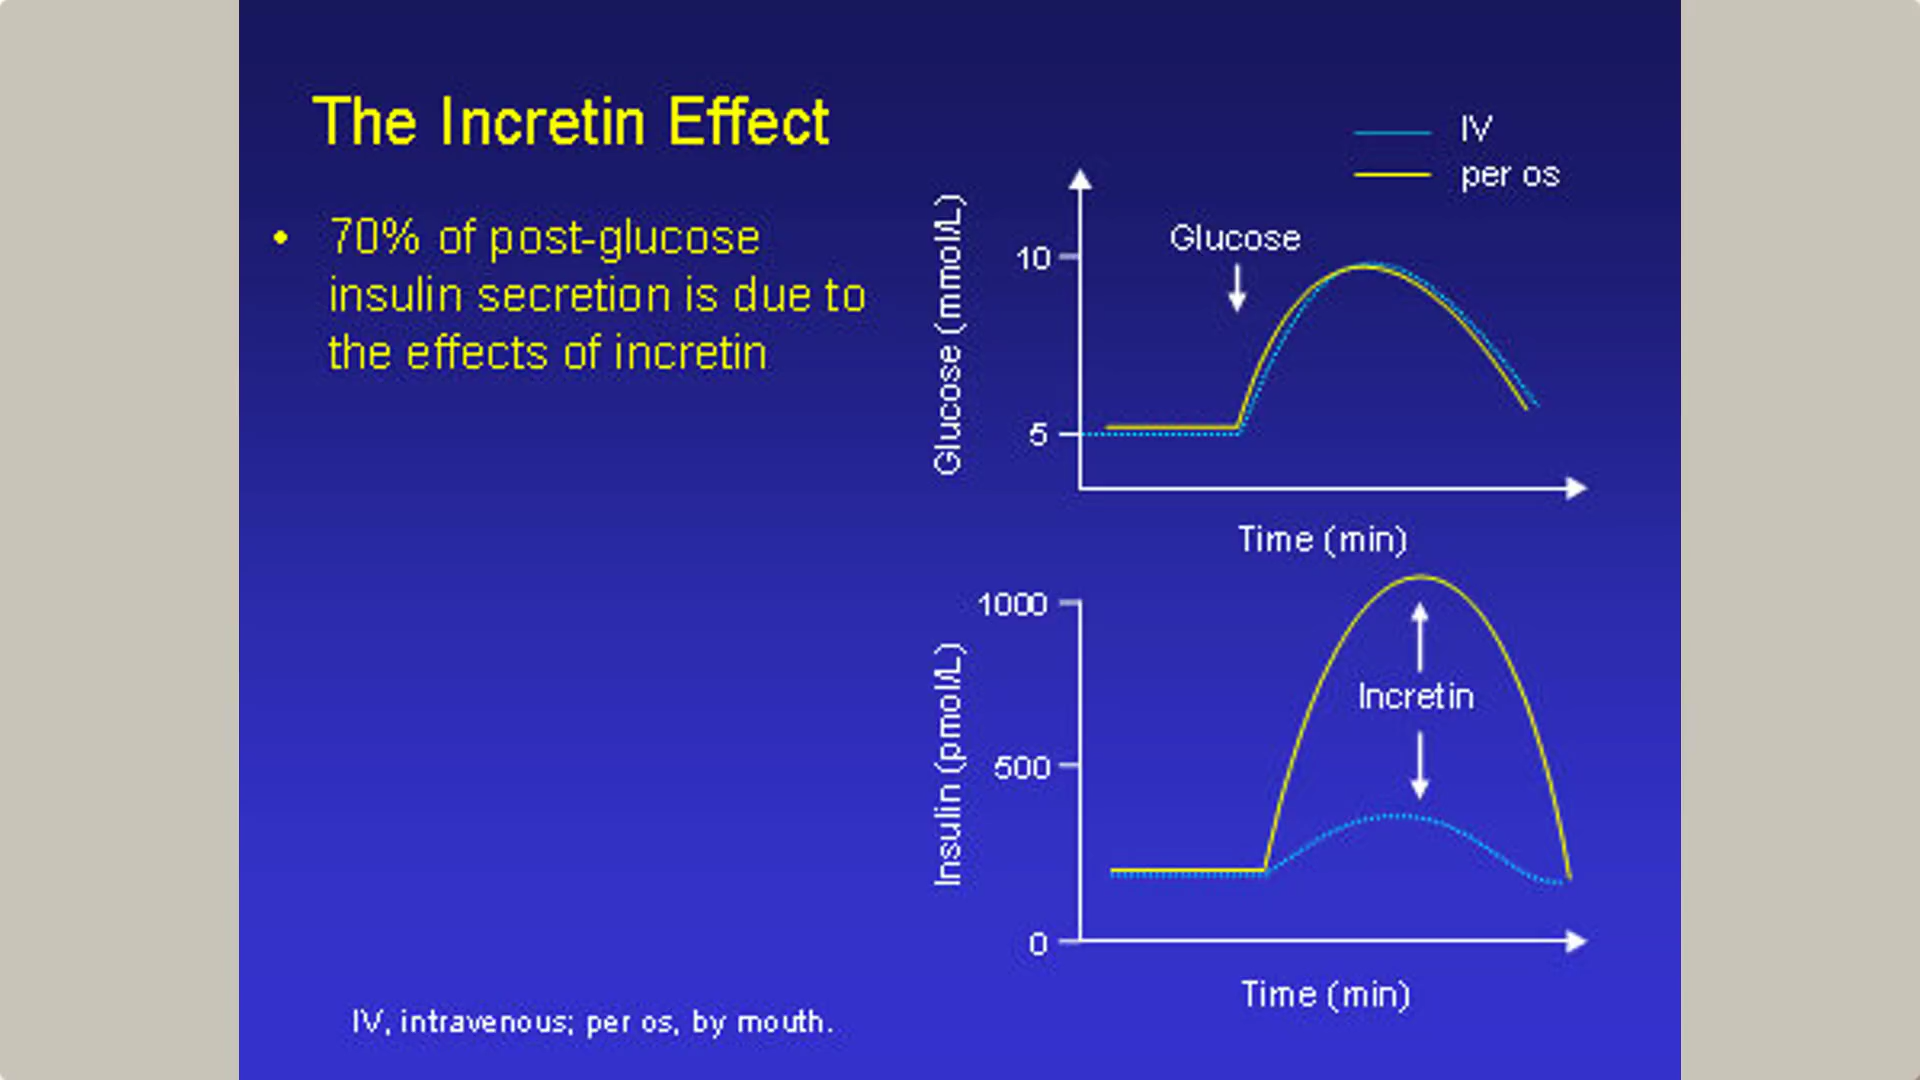 The Incretin Effect
• 70% of post-glucose
insulin secretion is due to
the effects of incretin
IV
per os
Glucose (mmol/L)
10
5
Glucose
Time (min)
Insulin (pmol/L)
1000
500
0
Incretin
Time (min)
IV, intravenous; per os, by mouth.